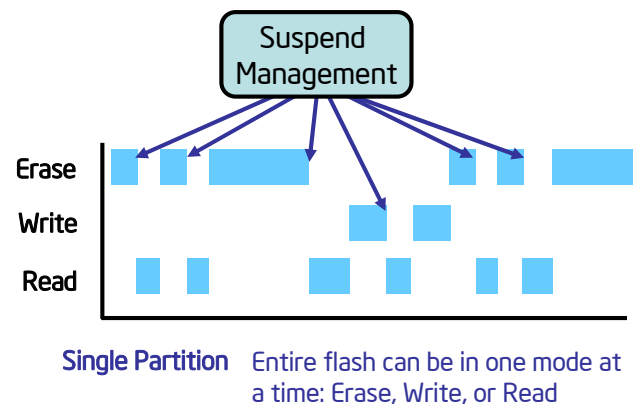 Suspend
Management
Erase
Write
Read
Single Partition Entire flash can be in one mode at
a time: Erase, Write, or Read